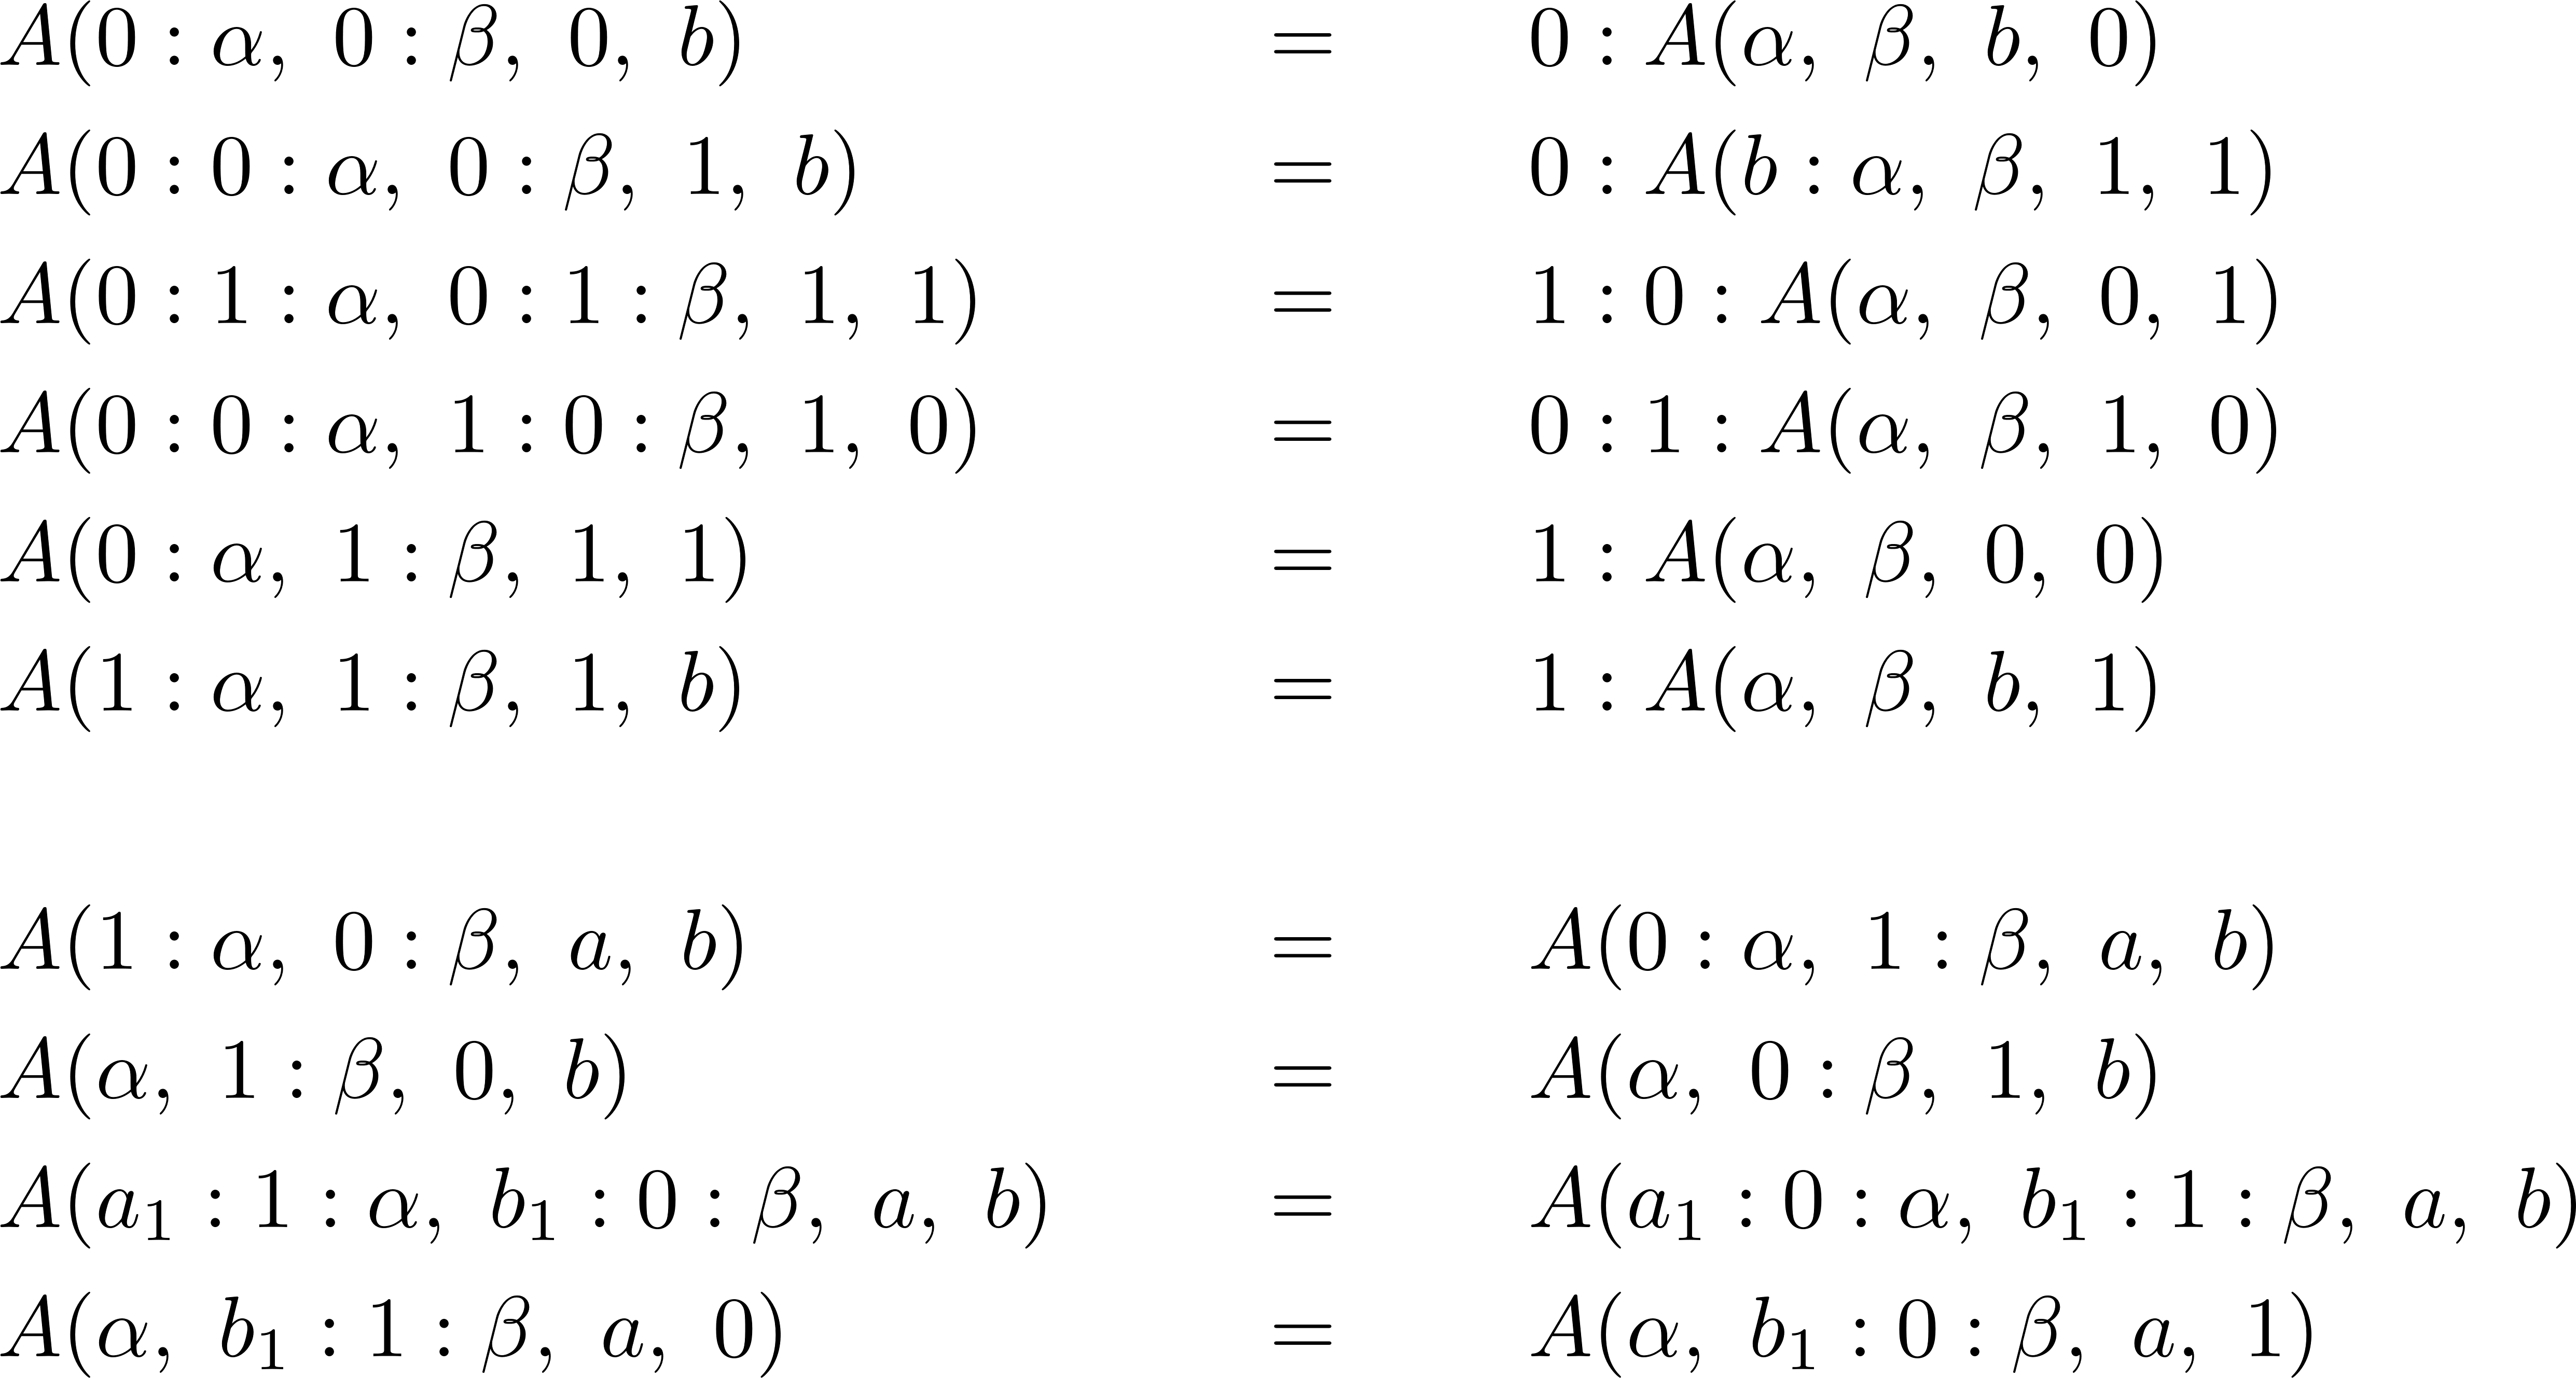 A(0 : α, 0 : β, 0, b) = 0 : A(α, β, b, 0)
A(0 : 0 : α, 0 : β, 1, b) = 0 : A(b : α, β, 1, 1)
A(0 : 1 : α, 0 : 1 : β, 1, 1) = 1 : 0 : A(α, β, 0, 1)
A(0 : 0 : α, 1 : 0 : β, 1, 0) = 0 : 1 : A(α, β, 1, 0)
A(0 : α, 1 : β, 1, 1) = 1 : A(α, β, 0, 0)
A(1 : α, 1 : β, 1, b) = 1 : A(α, β, b, 1)
A(1 : α, 0 : β, a, b) = A(0 : α, 1 : β, a, b)
A(α, 1 : β, 0, b) = A(α, 0 : β, 1, b)
A(a₁ : 1 : α, b₁ : 0 : β, a, b) = A(a₁ : 0 : α, b₁ : 1 : β, a, b)
A(α, b₁ : 1 : β, a, 0) = A(α, b₁ : 0 : β, a, 1)